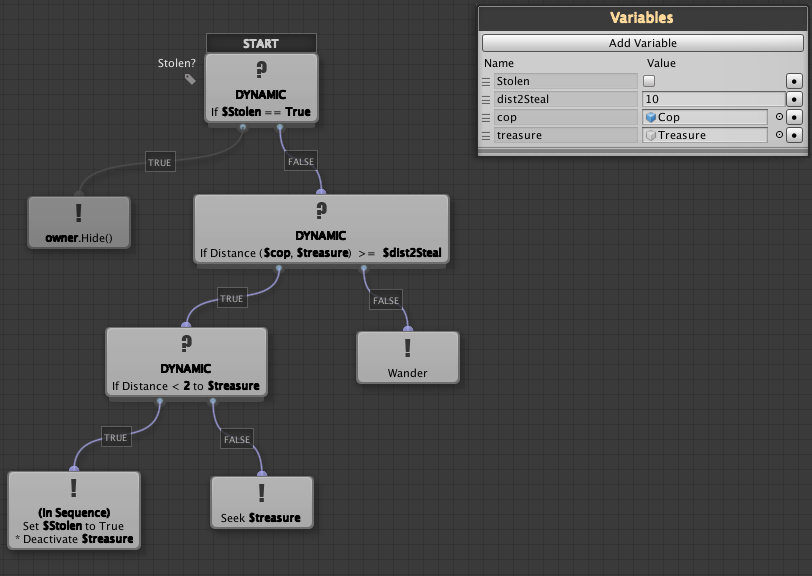 START
Stolen?
?
DYNAMIC
If $Stolen == True
TRUE
FALSE
!
owner.Hide()
?
DYNAMIC
If Distance ($cop, $treasure) >= $dist2Steal
TRUE
FALSE
?
DYNAMIC
If Distance < 2 to $treasure
!
Wander
TRUE
FALSE
!
(In Sequence)
Set $Stolen to True
* Deactivate $treasure
!
Seek $treasure
Variables
Add Variable
Name Value
Stolen
dist2Steal 10
cop Cop
treasure Treasure